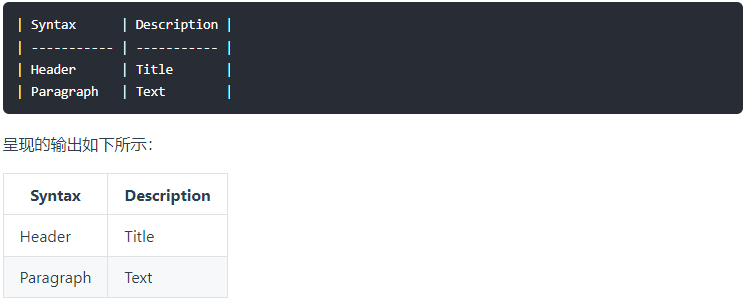 | Syntax      | Description |
| ----------- | ----------- |
| Header      | Title       |
| Paragraph   | Text        |
呈现的输出如下所示：
Syntax Description
Header Title
Paragraph Text